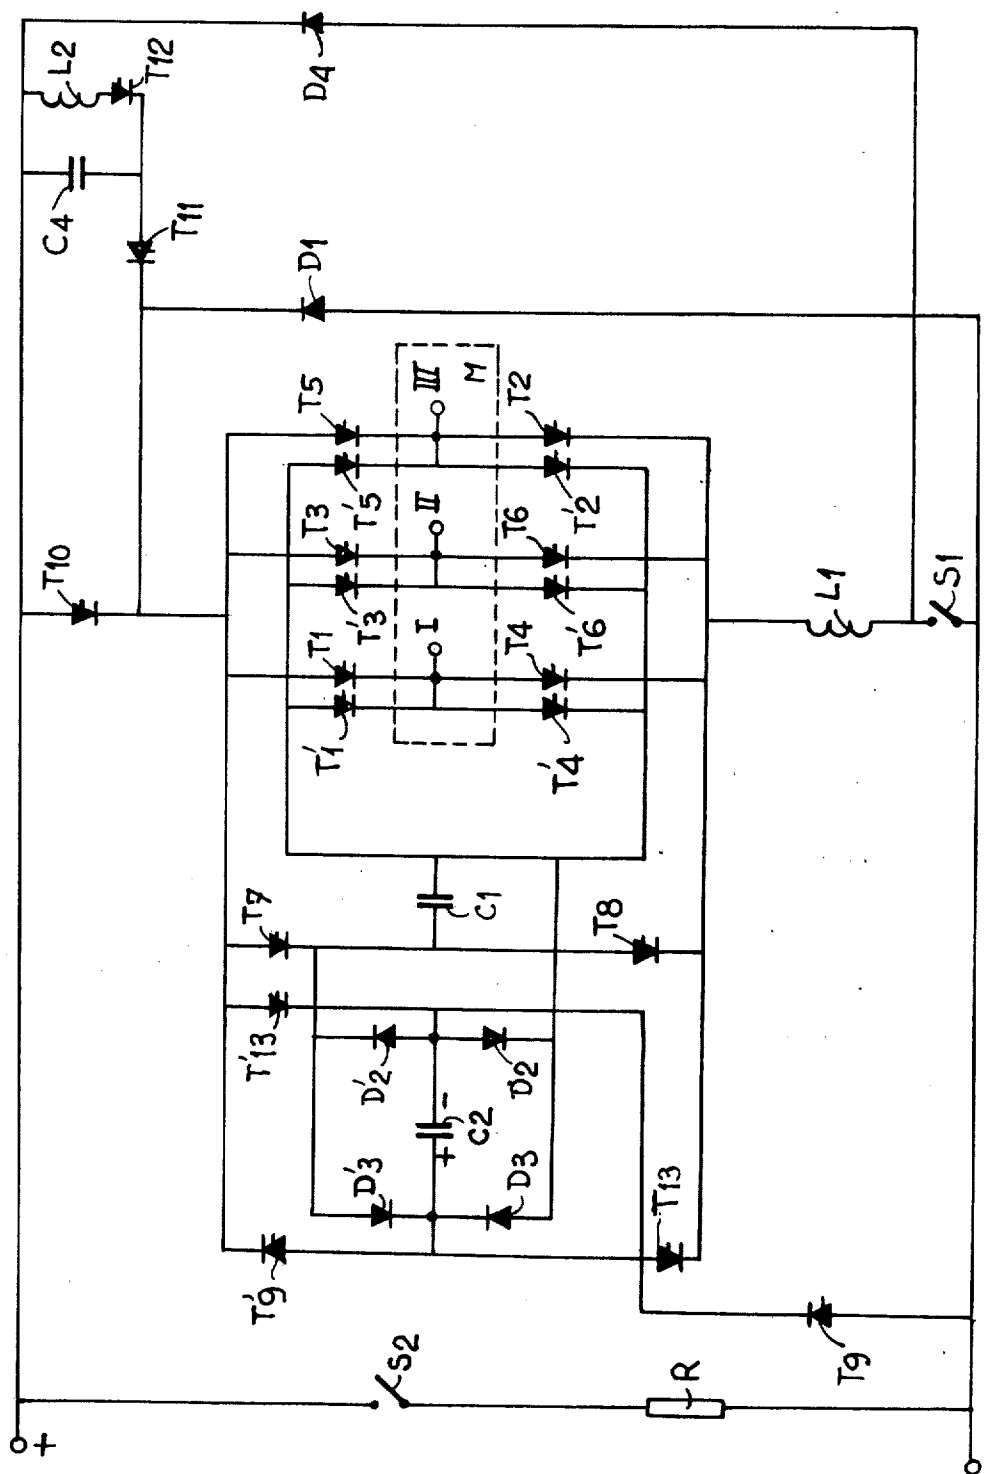 L2
T12
D4
C4
T11
D1
T10
T5
III
M
T2
T'5
T'2
T3
II
T6
T'3
T'6
T1
I
T4
T'1
T'4
L1
S1
T7
C1
T8
T'13
D'2
D2
C2
+ -
D'3
D3
T13
T'9
T9
S2
R
+